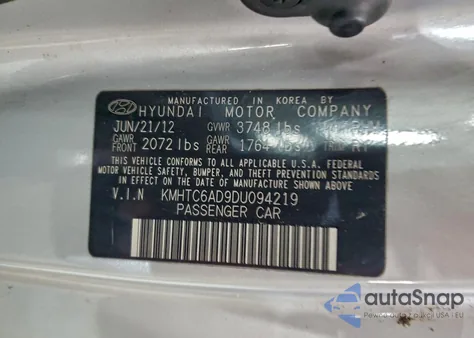 MANUFACTURED IN KOREA BY
HYUNDAI MOTOR COMPANY
JUN/21/12 GVWR 3748 lbs
GAWR FRONT 2072 lbs GAWR REAR 1764 lbs
THIS VEHICLE CONFORMS TO ALL APPLICABLE U.S.A. FEDERAL
MOTOR VEHICLE SAFETY, BUMPER, AND THEFT PREVENTION STANDARDS
IN EFFECT ON THE DATE OF MANUFACTURE SHOWN ABOVE.
V.I.N KMHTC6AD9DU094219
PASSENGER CAR
autoSnap